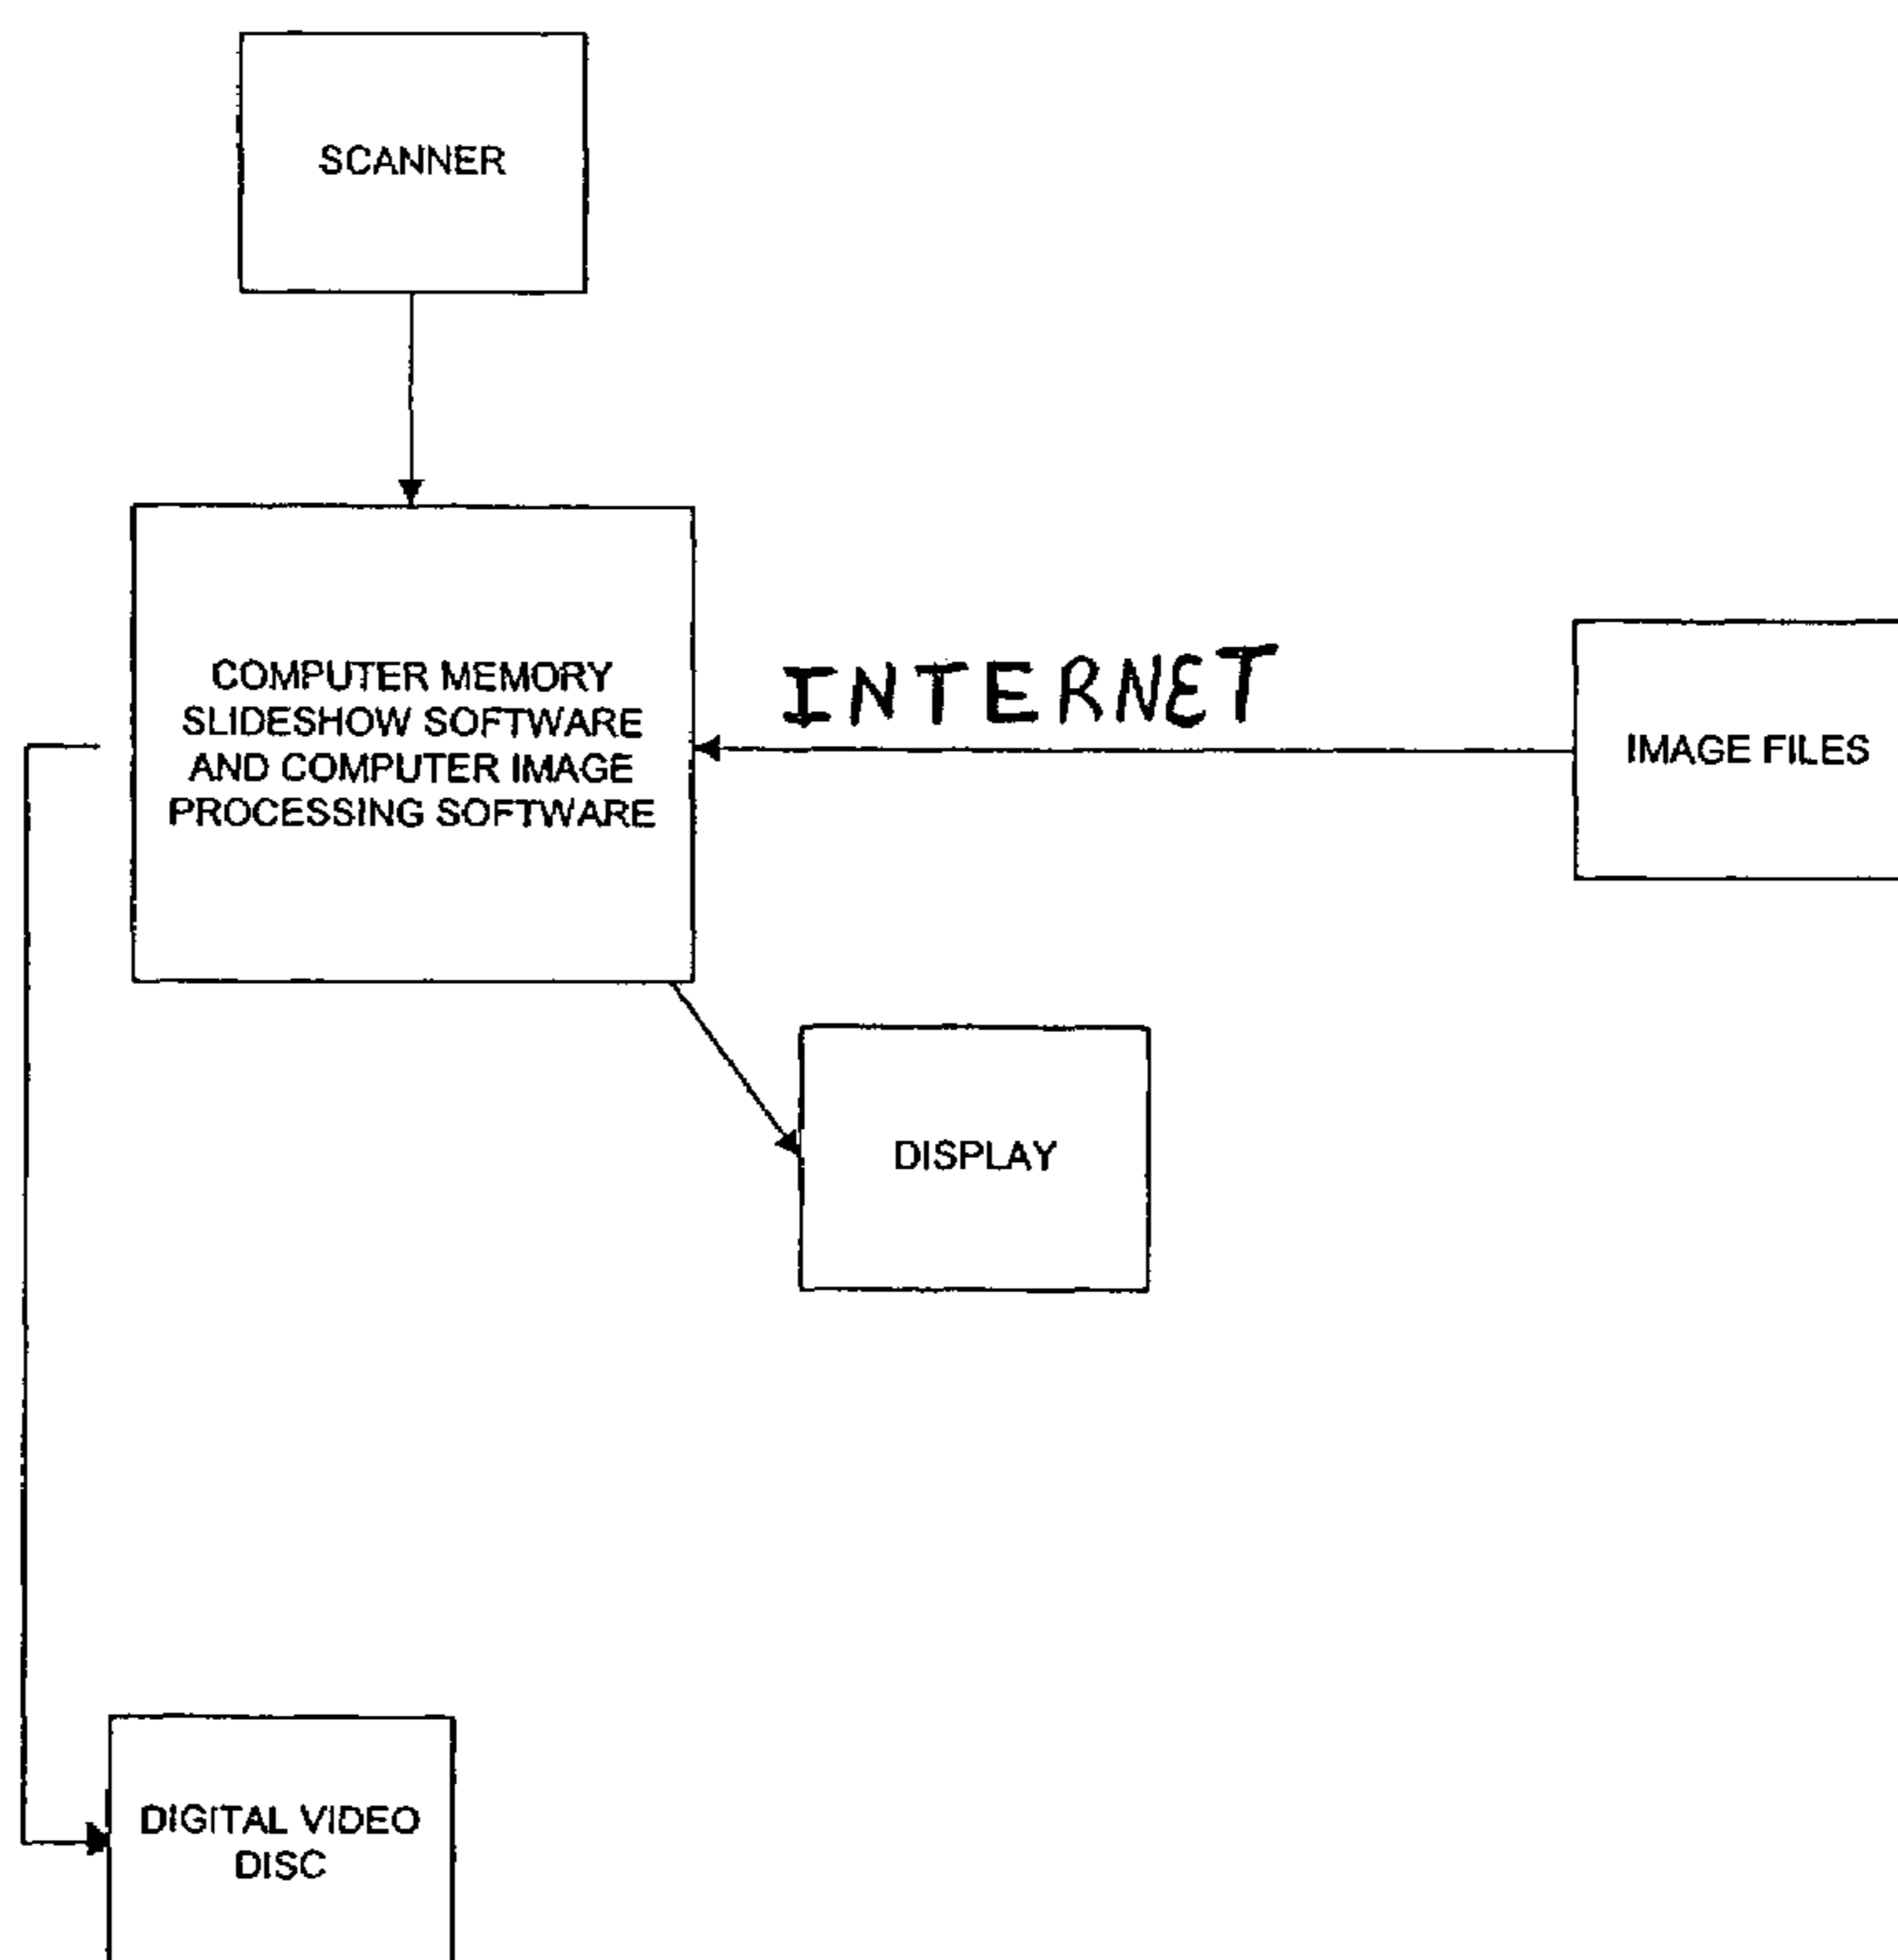 SCANNER
COMPUTER MEMORY
SLIDESHOW SOFTWARE
AND COMPUTER IMAGE
PROCESSING SOFTWARE
INTERNET
IMAGE FILES
DISPLAY
DIGITAL VIDEO
DISC